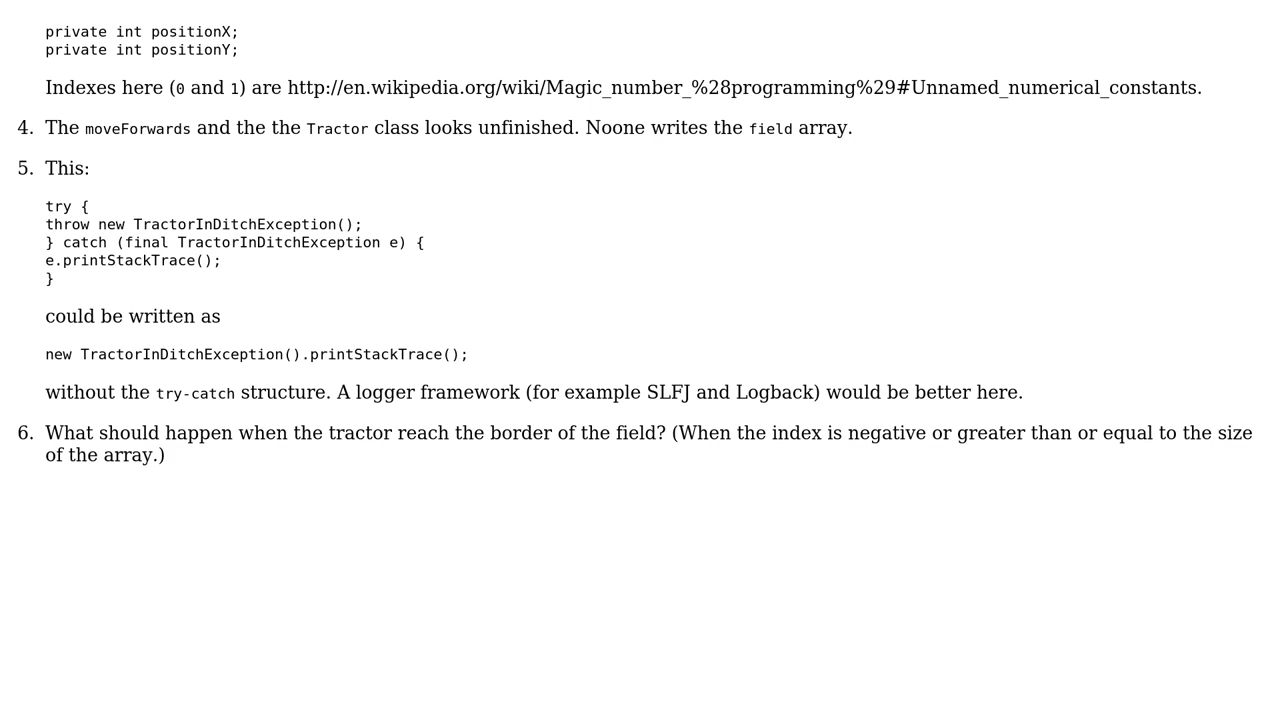 private int positionX;
private int positionY;
Indexes here (0 and 1) are http://en.wikipedia.org/wiki/Magic_number_%28programming%29#Unnamed_numerical_constants.
4. The moveForwards and the the Tractor class looks unfinished. Noone writes the field array.
5. This:
try {
throw new TractorInDitchException();
} catch (final TractorInDitchException e) {
e.printStackTrace();
}
could be written as
new TractorInDitchException().printStackTrace();
without the try-catch structure. A logger framework (for example SLFJ and Logback) would be better here.
6. What should happen when the tractor reach the border of the field? (When the index is negative or greater than or equal to the size
of the array.)